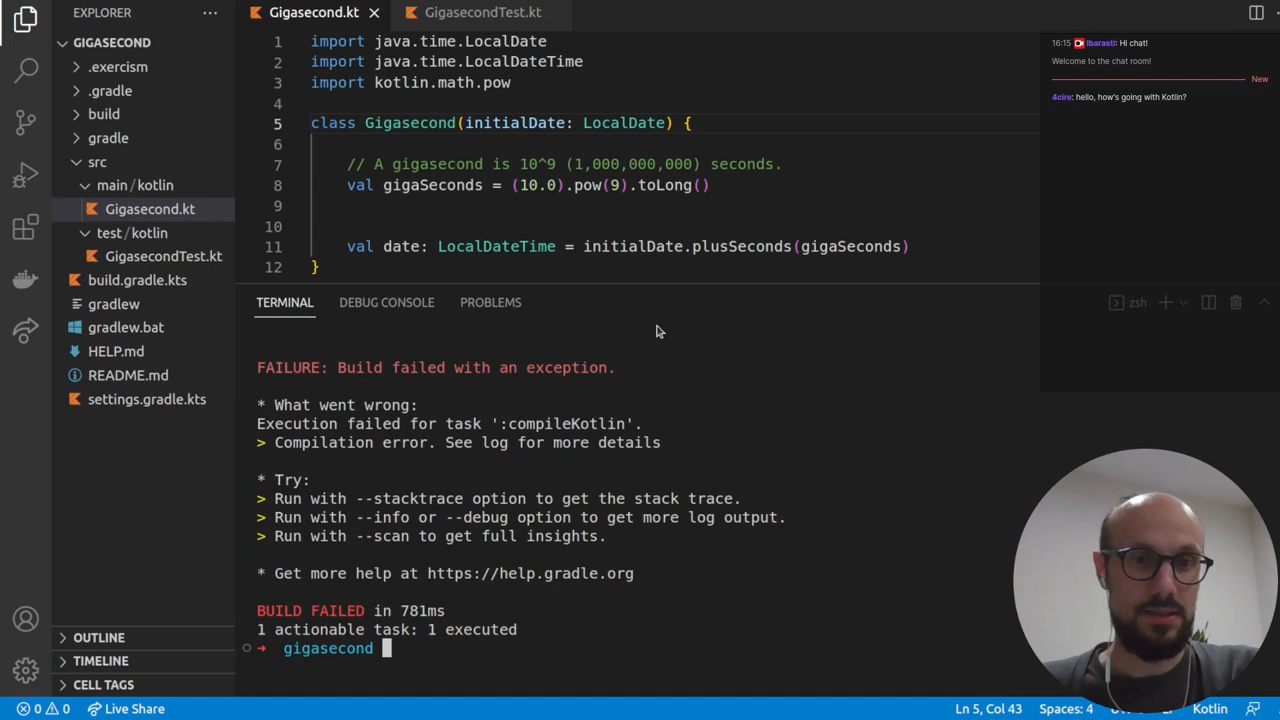 EXPLORER
GIGASECOND
.exercism
.gradle
build
gradle
src
main/kotlin
Gigasecond.kt
test/kotlin
GigasecondTest.kt
build.gradle.kts
gradlew
gradlew.bat
HELP.md
README.md
settings.gradle.kts
OUTLINE
TIMELINE
CELL TAGS
Gigasecond.kt
GigasecondTest.kt
1 import java.time.LocalDate
2 import java.time.LocalDateTime
3 import kotlin.math.pow
4
5 class Gigasecond(initialDate: LocalDate) {
6
7 // A gigasecond is 10^9 (1,000,000,000) seconds.
8 val gigaSeconds = (10.0).pow(9).toLong()
9
10
11 val date: LocalDateTime = initialDate.plusSeconds(gigaSeconds)
12 }
TERMINAL DEBUG CONSOLE PROBLEMS
zsh
FAILURE: Build failed with an exception.
* What went wrong:
Execution failed for task ':compileKotlin'.
> Compilation error. See log for more details
* Try:
> Run with --stacktrace option to get the stack trace.
> Run with --info or --debug option to get more log output.
> Run with --scan to get full insights.
* Get more help at https://help.gradle.org
BUILD FAILED in 781ms
1 actionable task: 1 executed
➜ gigasecond
16:15 lbarasti: Hi chat!
Welcome to the chat room!
New
4cire: hello, how's going with Kotlin?
0 0 Live Share
Ln 5, Col 43 Spaces: 4 Kotlin